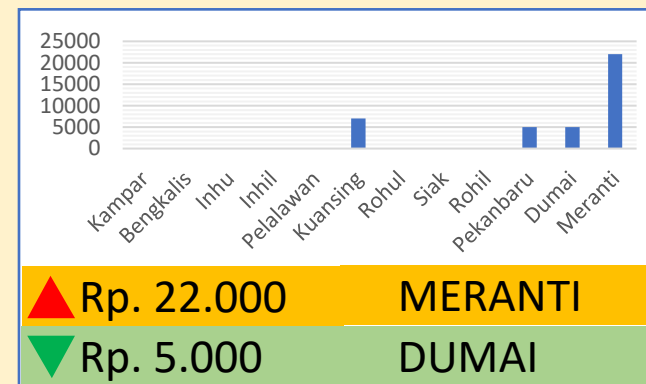 25000
20000
15000
10000
5000
0
Kampar
Bengkalis
Inhu
Inhil
Pelalawan
Kuansing
Rohul
Siak
Rohil
Pekanbaru
Dumai
Meranti
Rp. 22.000 MERANTI
Rp. 5.000 DUMAI